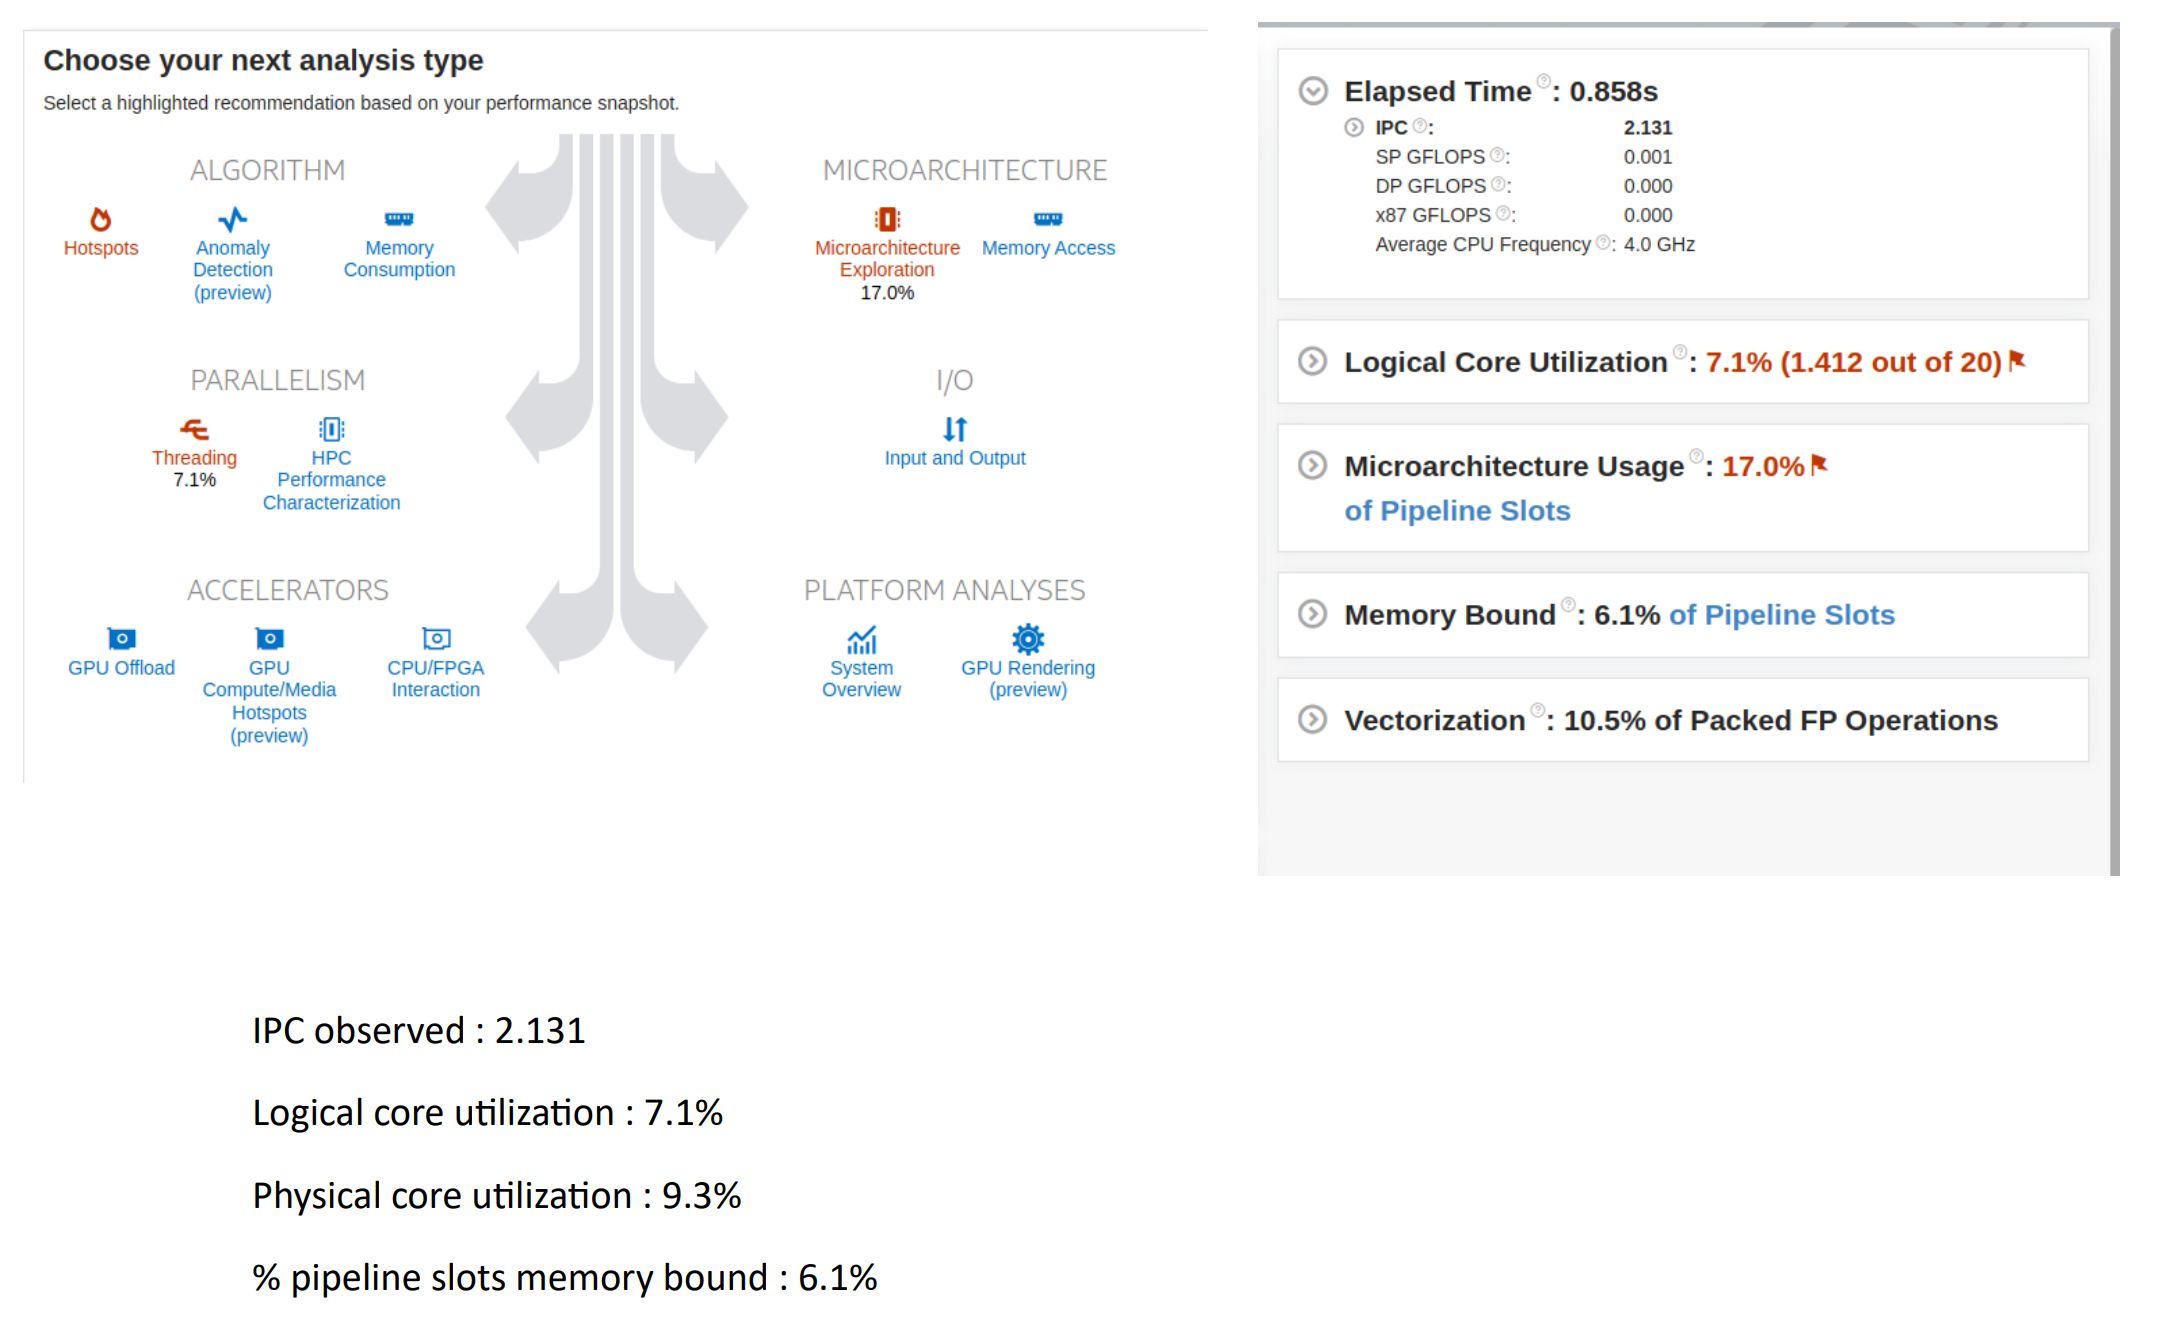 Choose your next analysis type
Select a highlighted recommendation based on your performance snapshot.
ALGORITHM
Hotspots
Anomaly
Detection
(preview)
Memory
Consumption
MICROARCHITECTURE
Microarchitecture
Exploration
17.0%
Memory Access
PARALLELISM
Threading
7.1%
HPC
Performance
Characterization
I/O
Input and Output
ACCELERATORS
GPU Offload
GPU
Compute/Media
Hotspots
(preview)
CPU/FPGA
Interaction
PLATFORM ANALYSES
System
Overview
GPU Rendering
(preview)
Elapsed Time ?: 0.858s
IPC ?: 2.131
SP GFLOPS ?: 0.001
DP GFLOPS ?: 0.000
x87 GFLOPS ?: 0.000
Average CPU Frequency ?: 4.0 GHz
Logical Core Utilization ?: 7.1% (1.412 out of 20)
Microarchitecture Usage ?: 17.0%
of Pipeline Slots
Memory Bound ?: 6.1% of Pipeline Slots
Vectorization ?: 10.5% of Packed FP Operations
IPC observed : 2.131
Logical core utilization : 7.1%
Physical core utilization : 9.3%
% pipeline slots memory bound : 6.1%